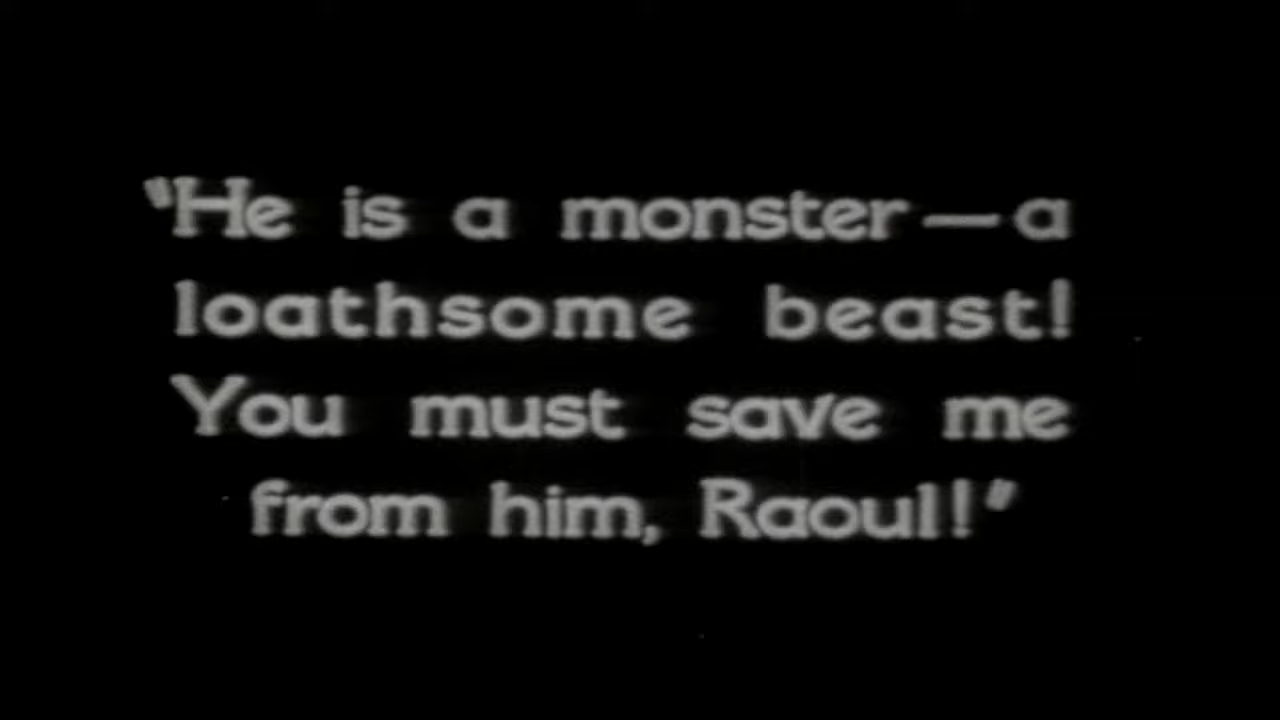 "He is a monster—a
loathsome beast!
You must save me
from him, Raoul!"